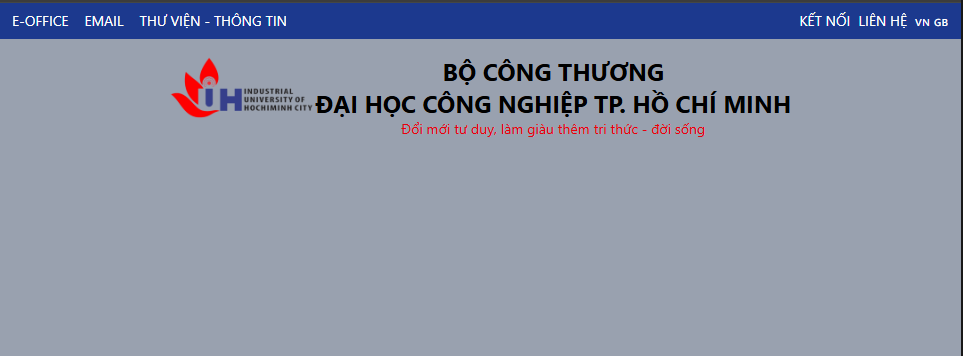 E-OFFICE EMAIL THƯ VIỆN - THÔNG TIN KẾT NỐI LIÊN HỆ VN GB
BỘ CÔNG THƯƠNG
IUH INDUSTRIAL
UNIVERSITY OF
HOCHIMINH CITY
ĐẠI HỌC CÔNG NGHIỆP TP. HỒ CHÍ MINH
Đổi mới tư duy, làm giàu thêm tri thức - đời sống